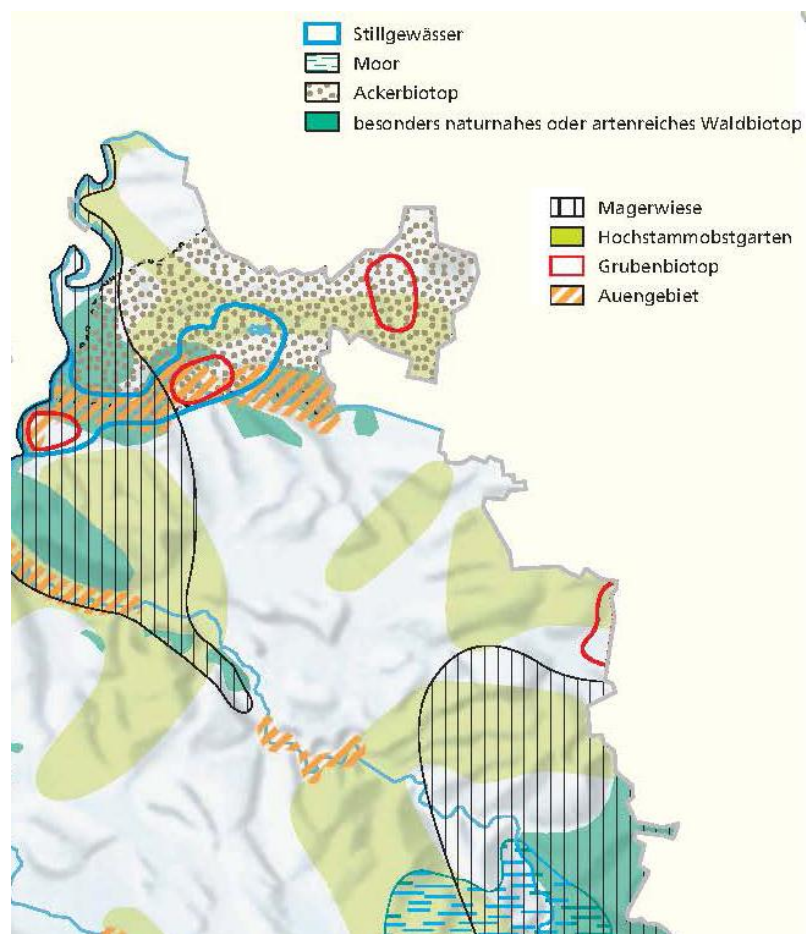 Stillgewässer
Moor
Ackerbiotop
besonders naturnahes oder artenreiches Waldbiotop
Magerwiese
Hochstammobstgarten
Grubenbiotop
Auengebiet